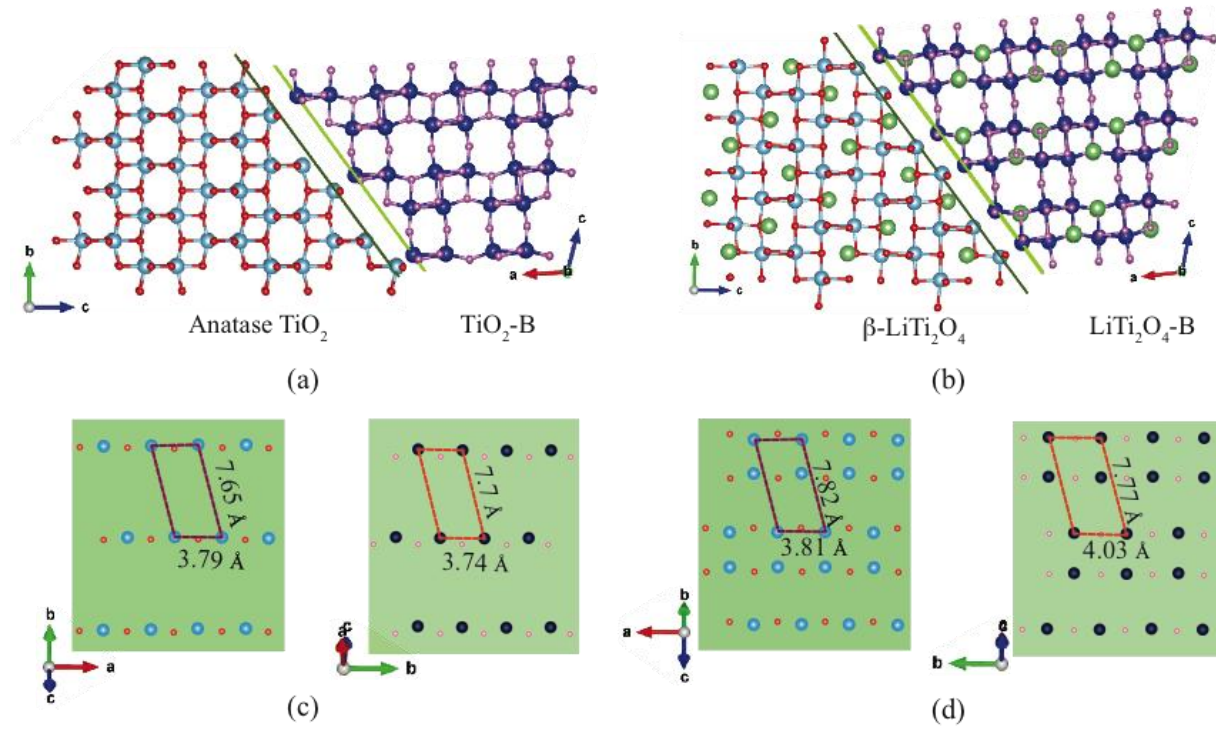 b
c
Anatase TiO₂
TiO₂-B
c
a
b
(a)
b
c
β-LiTi₂O₄
LiTi₂O₄-B
c
a
b
(b)
7.65 Å
3.79 Å
b
a
c
7.7 Å
3.74 Å
c
a
b
(c)
7.82 Å
3.81 Å
b
a
c
7.77 Å
4.03 Å
b
(d)